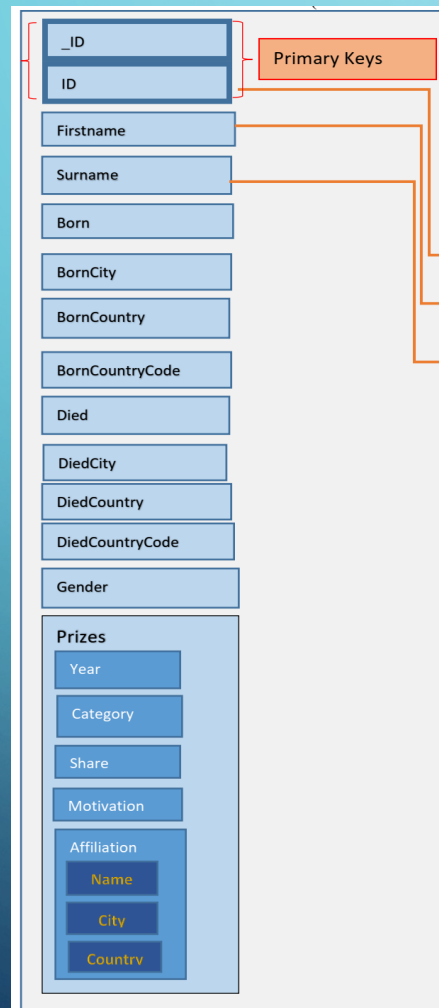 _ID
Primary Keys
ID
Firstname
Surname
Born
BornCity
BornCountry
BornCountryCode
Died
DiedCity
DiedCountry
DiedCountryCode
Gender
Prizes
Year
Category
Share
Motivation
Affiliation
Name
City
Country